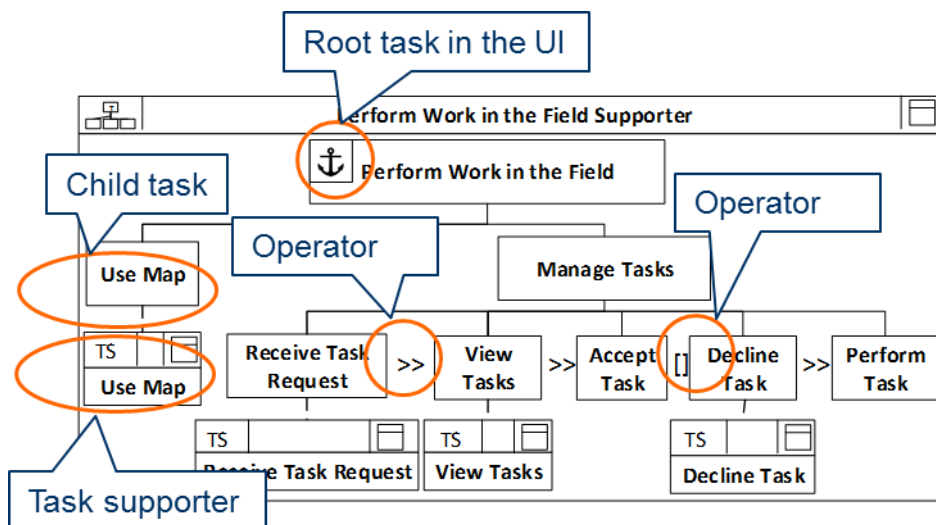 Root task in the UI
Perform Work in the Field Supporter
Perform Work in the Field
Child task
Operator
Operator
Use Map
Manage Tasks
TS
Use Map
Receive Task
Request
>>
View
Tasks
>>
Accept
Task
[]
Decline
Task
>>
Perform
Task
TS
Receive Task Request
TS
View Tasks
TS
Decline Task
Task supporter